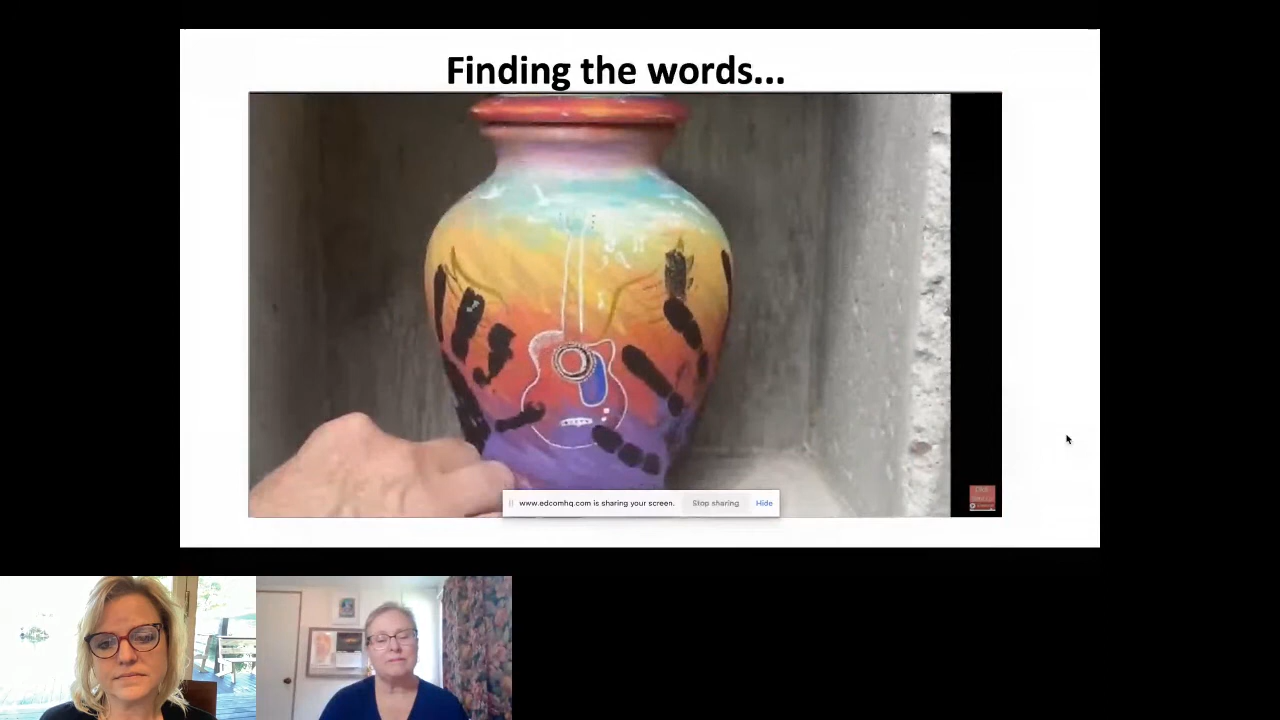 Finding the words...
www.edcomhq.com is sharing your screen. Stop sharing Hide